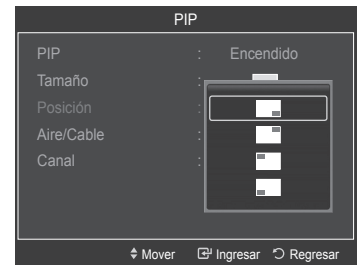 PIP
PIP : Encendido
Tamaño :
Posición :
Aire/Cable :
Canal :
Mover Ingresar Regresar